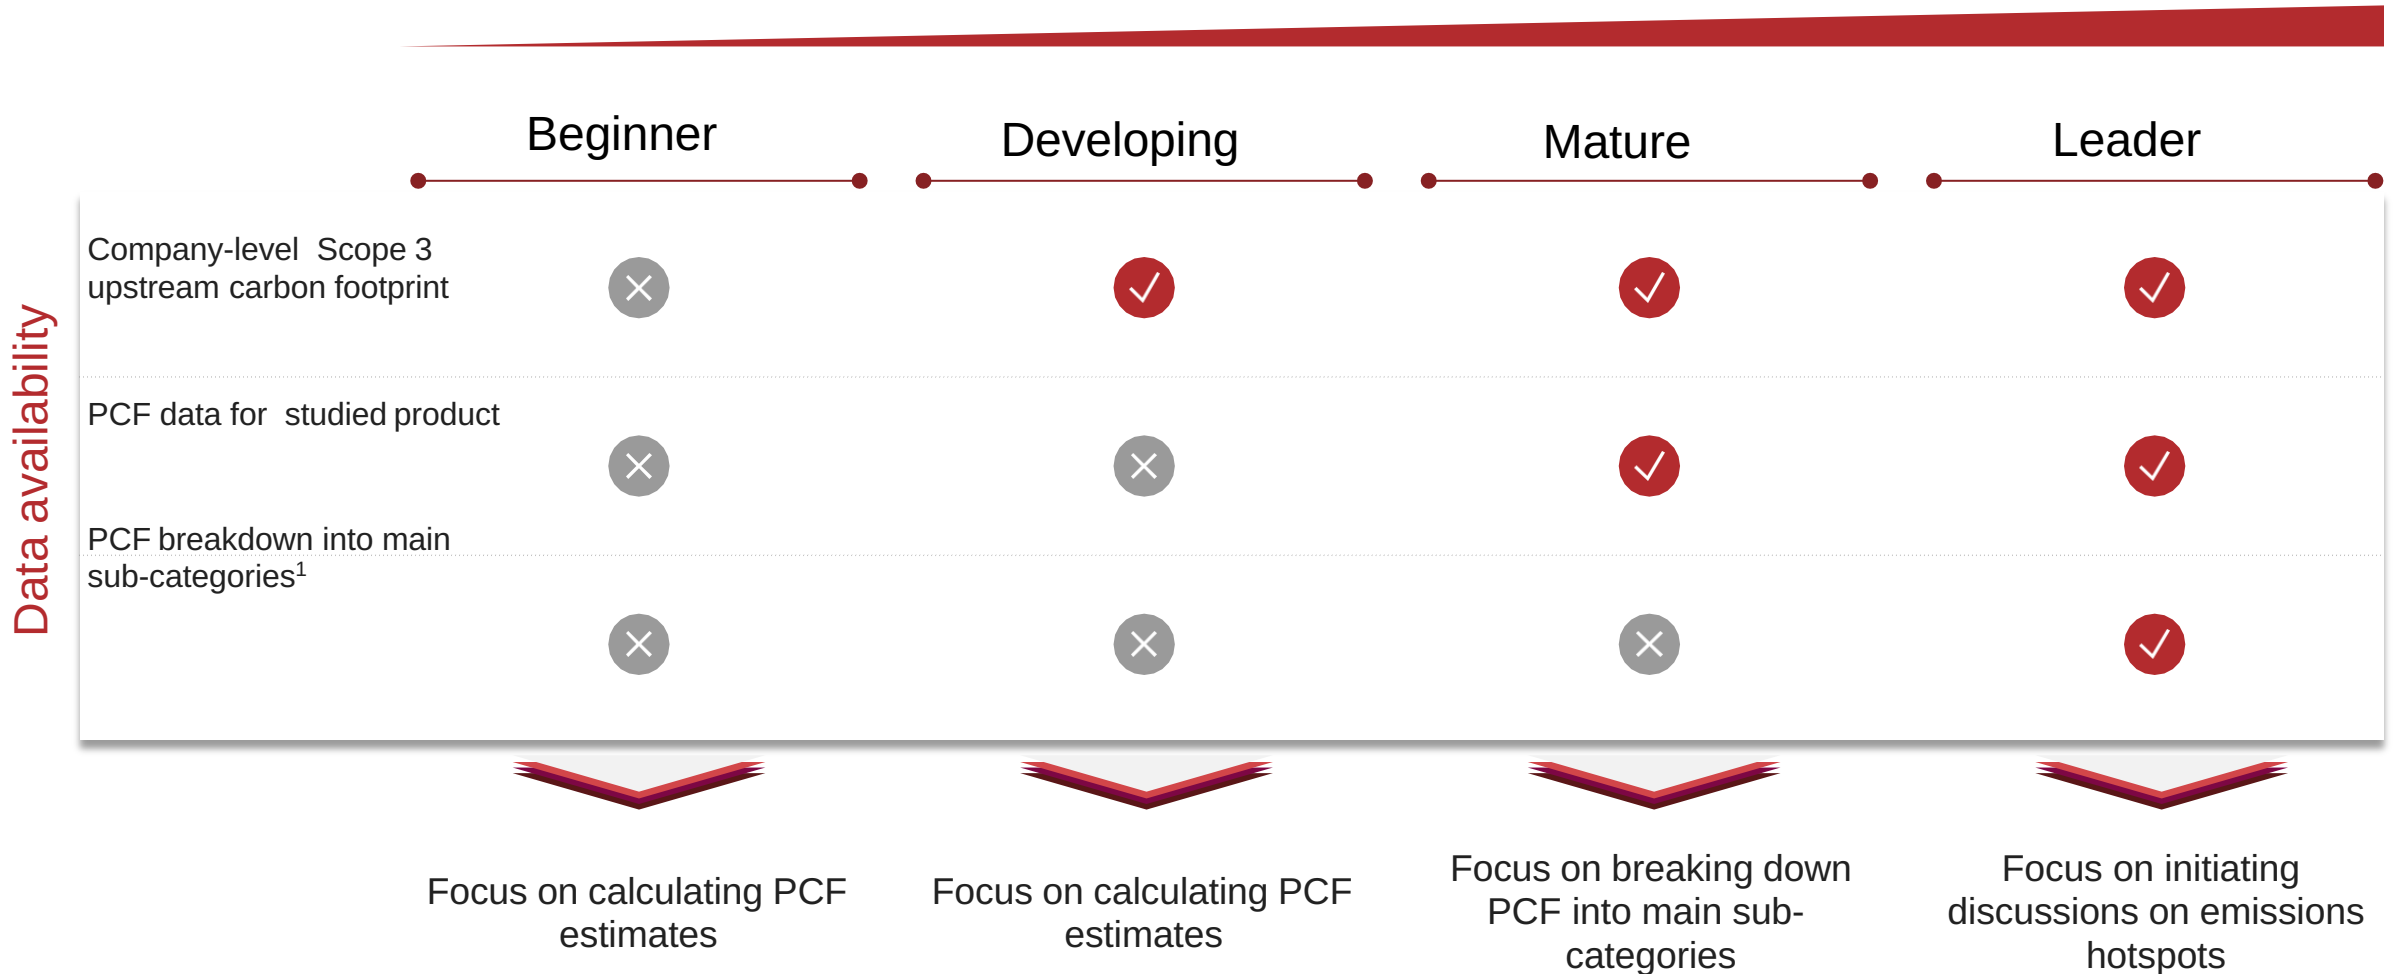 Beginner
Developing
Mature
Leader
Data availability
Company-level Scope 3
upstream carbon footprint
PCF data for studied product
PCF breakdown into main
sub-categories¹
Focus on calculating PCF
estimates
Focus on calculating PCF
estimates
Focus on breaking down
PCF into main sub-
categories
Focus on initiating
discussions on emissions
hotspots